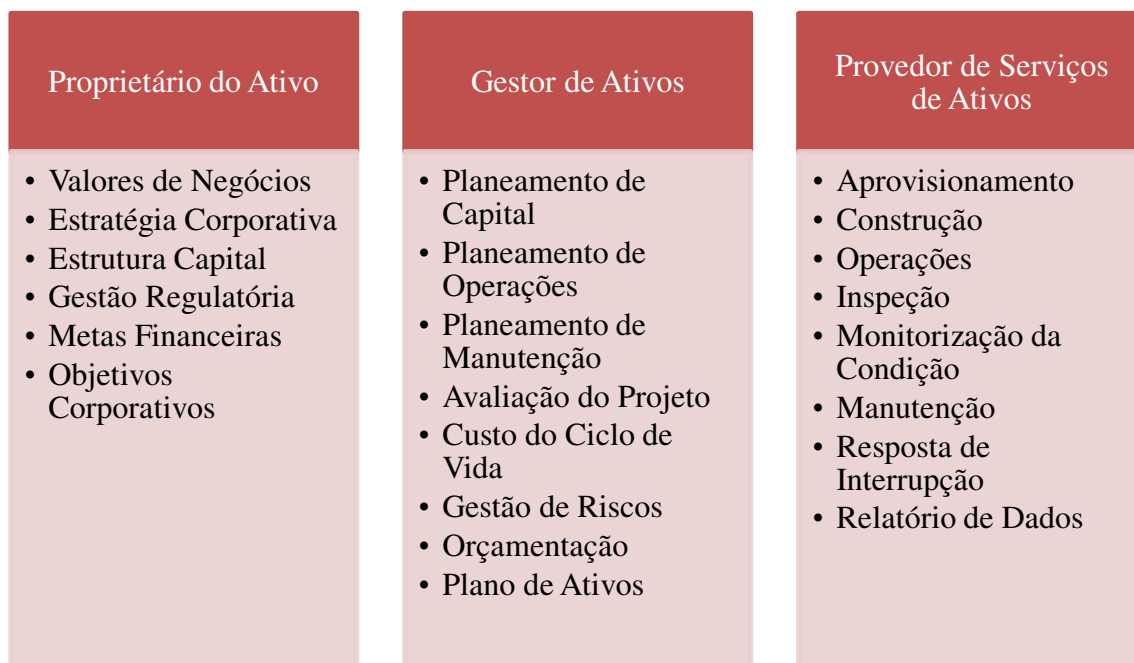 Proprietário do Ativo
• Valores de Negócios
• Estratégia Corporativa
• Estrutura Capital
• Gestão Regulatória
• Metas Financeiras
• Objetivos
Corporativos
Gestor de Ativos
• Planeamento de
Capital
• Planeamento de
Operações
• Planeamento de
Manutenção
• Avaliação do Projeto
• Custo do Ciclo de
Vida
• Gestão de Riscos
• Orçamentação
• Plano de Ativos
Provedor de Serviços
de Ativos
• Aprovisionamento
• Construção
• Operações
• Inspeção
• Monitorização da
Condição
• Manutenção
• Resposta de
Interrupção
• Relatório de Dados